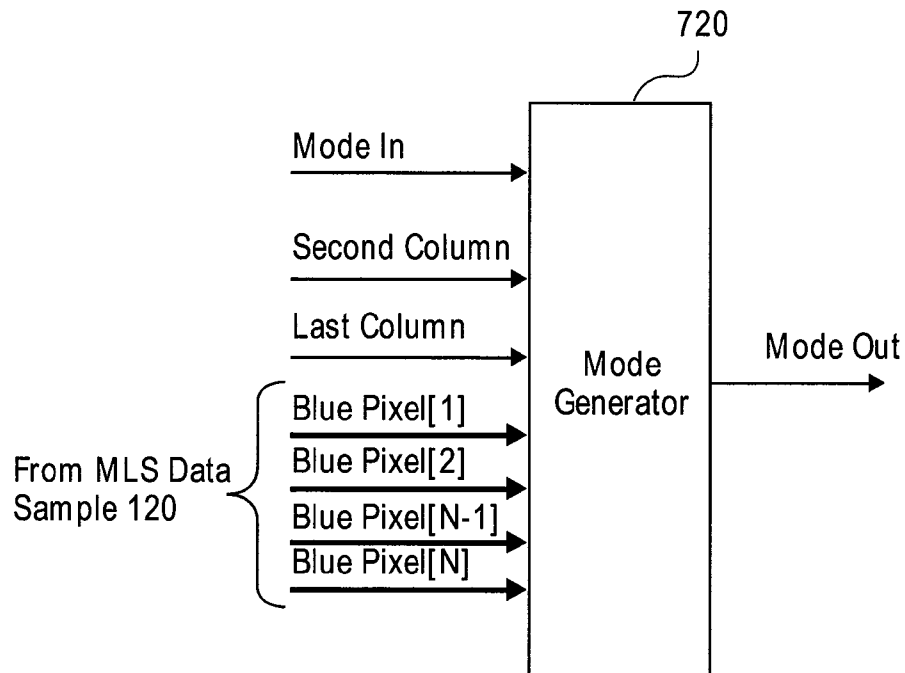 720
Mode In
Second Column
Last Column
Mode Out
Mode
Generator
Blue Pixel[1]
Blue Pixel[2]
Blue Pixel[N-1]
Blue Pixel[N]
From MLS Data
Sample 120